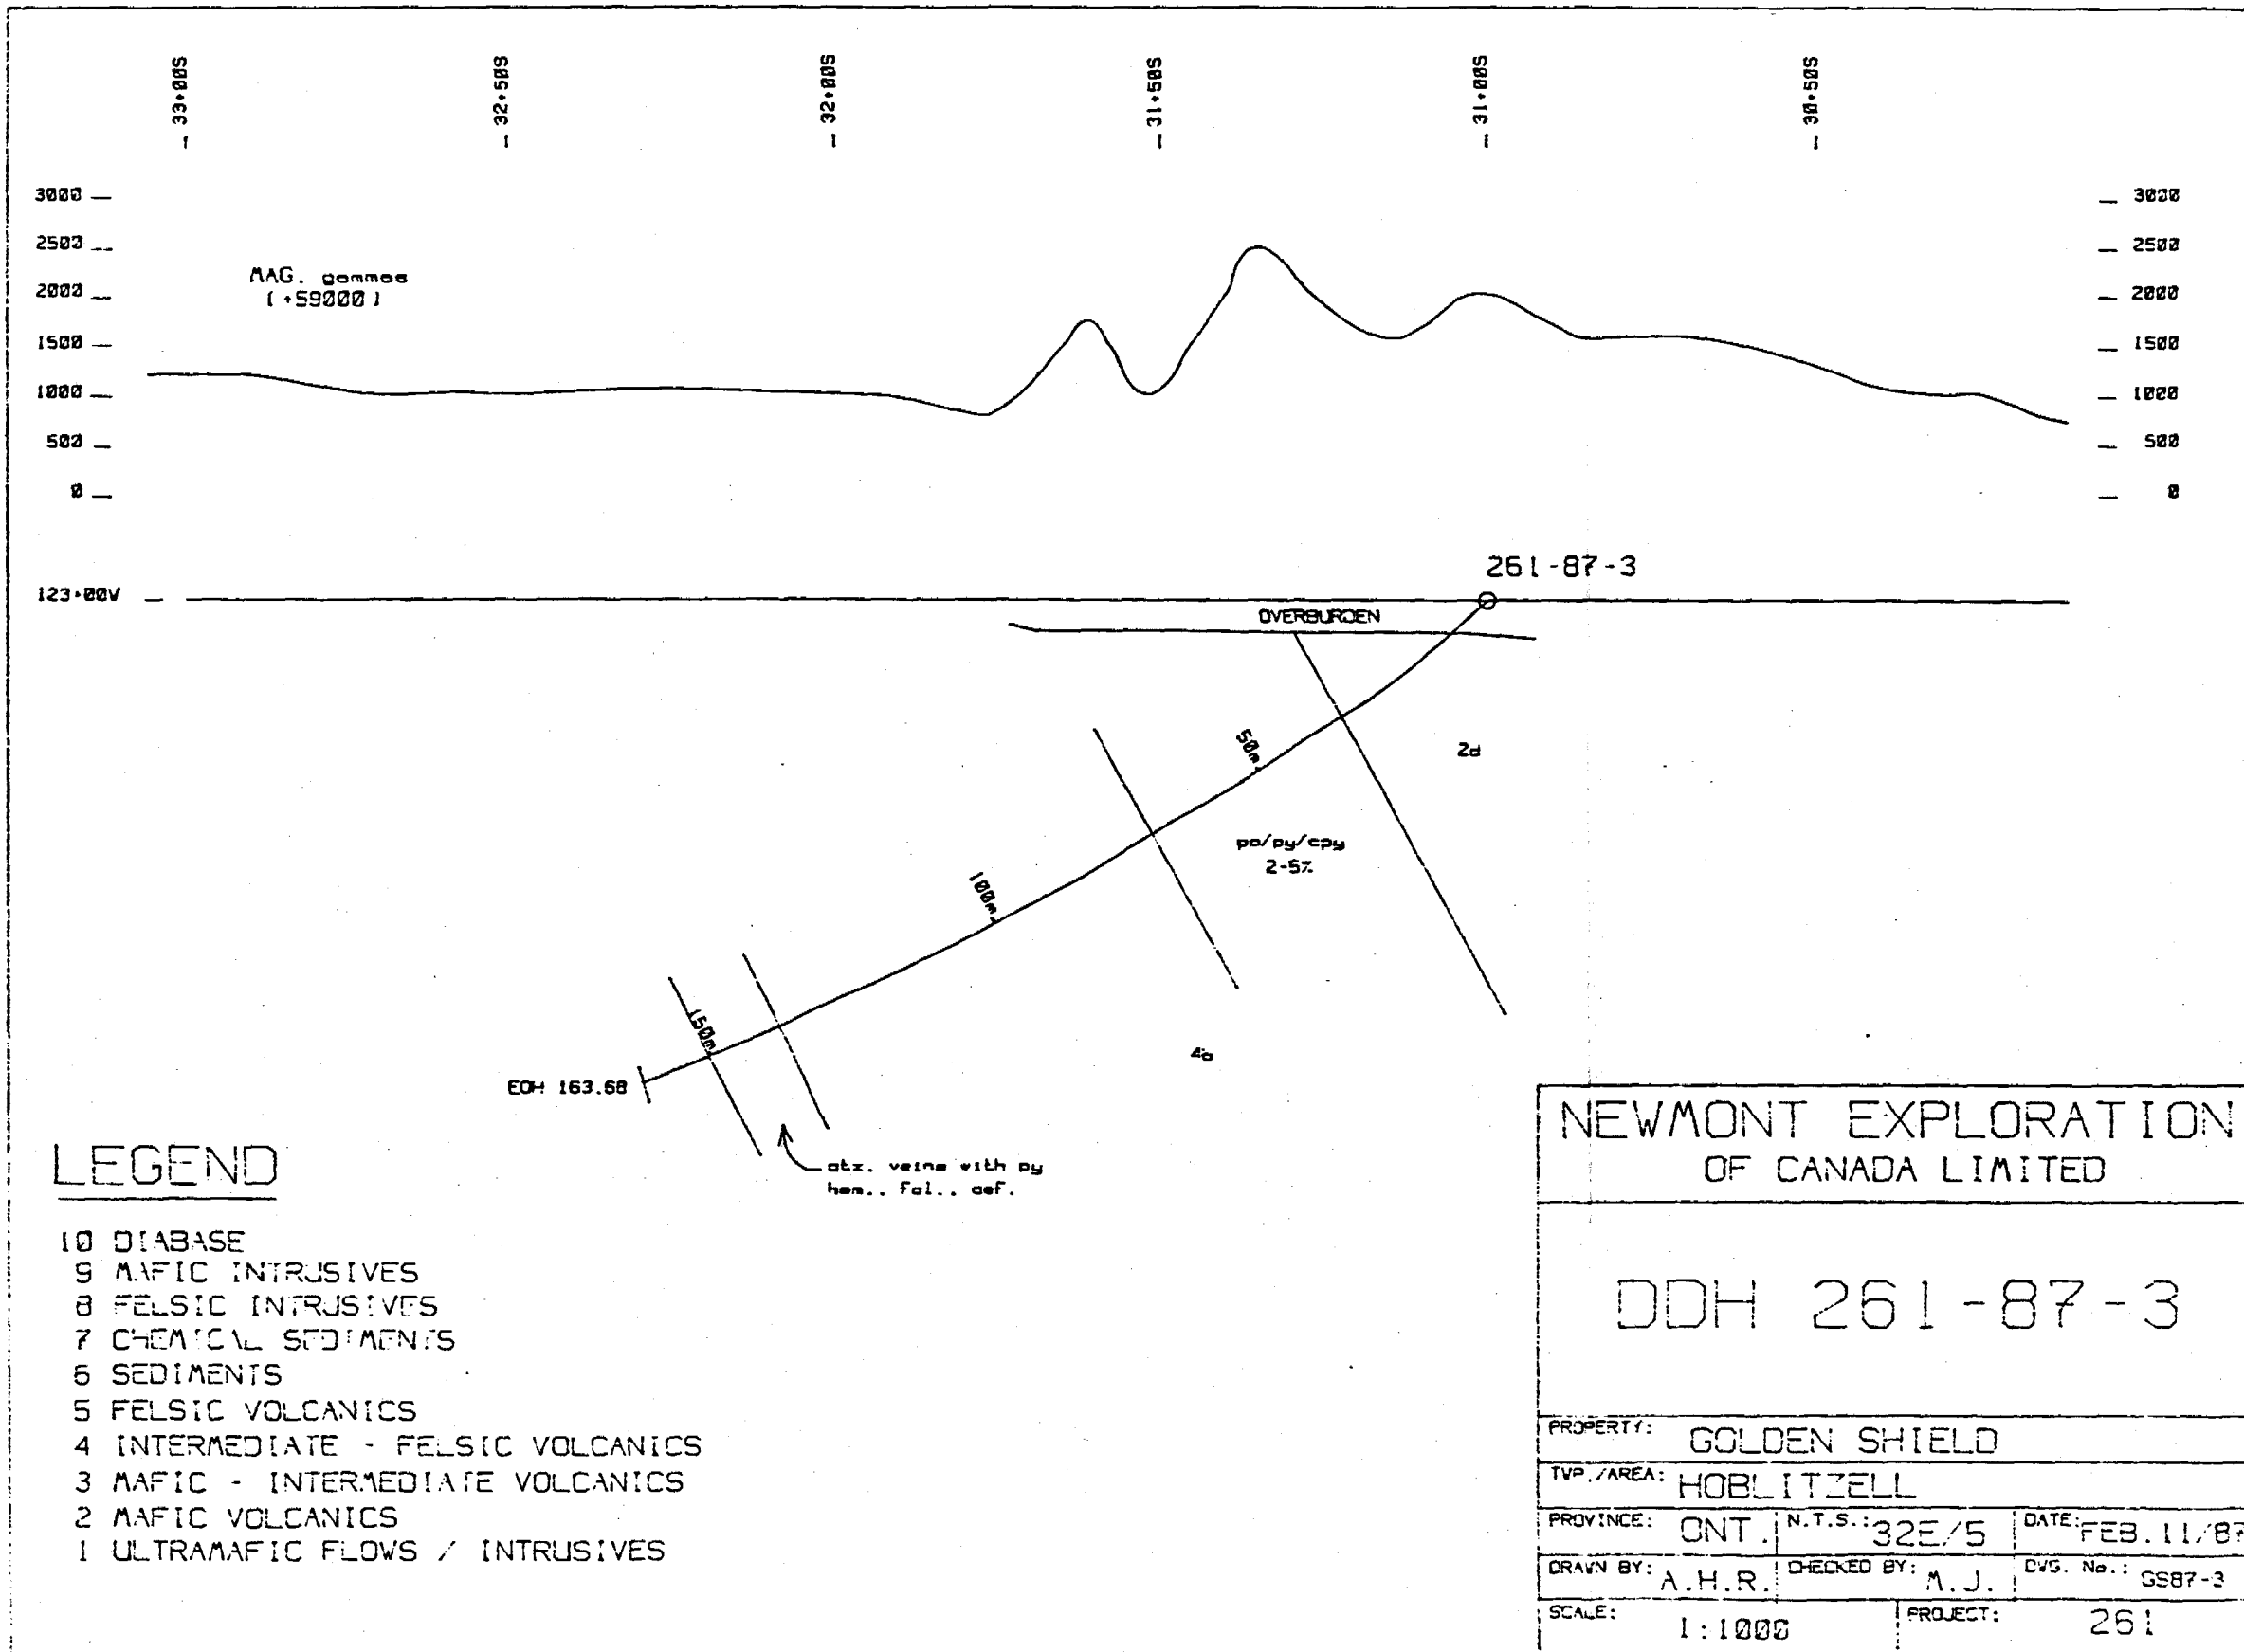 33+00S
32+50S
32+00S
31+50S
31+00S
30+50S
3000
2500
2000
1500
1000
500
0
MAG. gammas
(+59000)
3000
2500
2000
1500
1000
500
0
261-87-3
123+00W
OVERBURDEN
50m
2d
po/py/cpy
2-5%
100m
150m
4a
EOH 163.68
qtz. veins with py
hem.. Fol..
LEGEND
10 DIABASE
9 MAFIC INTRUSIVES
8 FELSIC INTRUSIVES
7 CHEMICAL SEDIMENTS
6 SEDIMENTS
5 FELSIC VOLCANICS
4 INTERMEDIATE - FELSIC VOLCANICS
3 MAFIC - INTERMEDIATE VOLCANICS
2 MAFIC VOLCANICS
1 ULTRAMAFIC FLOWS / INTRUSIVES
NEWMONT EXPLORATION
OF CANADA LIMITED
DDH 261-87-3
PROPERTY: GOLDEN SHIELD
TWP./AREA: HOBLITZELL
PROVINCE: ONT. N.T.S.: 32E/5 DATE: FEB.11/87
DRAWN BY: A.H.R. CHECKED BY: M.J. DWG. No.: GS87-3
SCALE: 1:1000 PROJECT: 261